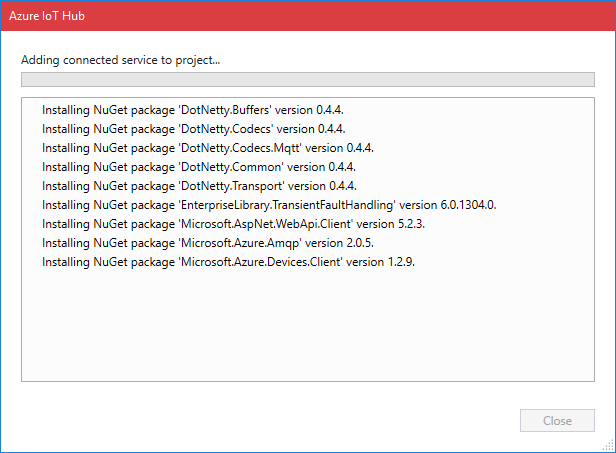 Azure IoT Hub
Adding connected service to project...
Installing NuGet package 'DotNetty.Buffers' version 0.4.4.
Installing NuGet package 'DotNetty.Codecs' version 0.4.4.
Installing NuGet package 'DotNetty.Codecs.Mqtt' version 0.4.4.
Installing NuGet package 'DotNetty.Common' version 0.4.4.
Installing NuGet package 'DotNetty.Transport' version 0.4.4.
Installing NuGet package 'EnterpriseLibrary.TransientFaultHandling' version 6.0.1304.0.
Installing NuGet package 'Microsoft.AspNet.WebApi.Client' version 5.2.3.
Installing NuGet package 'Microsoft.Azure.Amqp' version 2.0.5.
Installing NuGet package 'Microsoft.Azure.Devices.Client' version 1.2.9.
Close